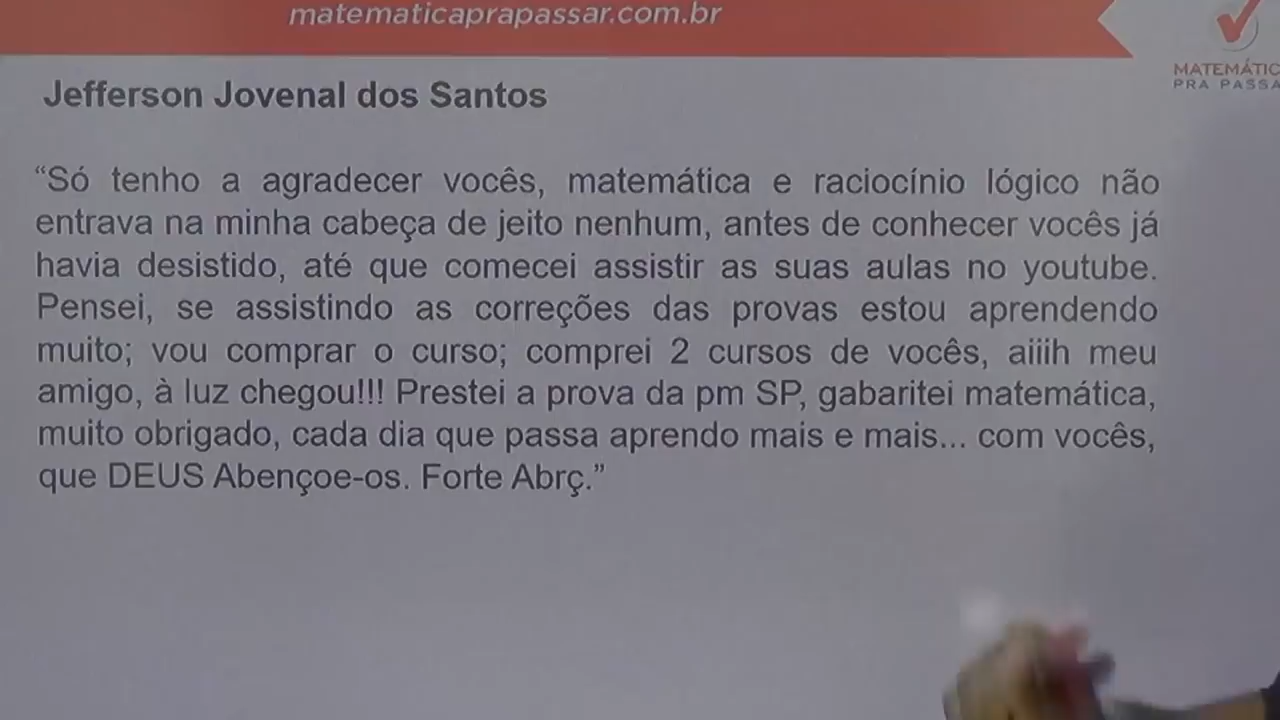 matematicaprapassar.com.br
MATEMÁTIC
PRA PASSA
Jefferson Jovenal dos Santos
“Só tenho a agradecer vocês, matemática e raciocínio lógico não
entrava na minha cabeça de jeito nenhum, antes de conhecer vocês já
havia desistido, até que comecei assistir as suas aulas no youtube.
Pensei, se assistindo as correções das provas estou aprendendo
muito; vou comprar o curso; comprei 2 cursos de vocês, aiiih meu
amigo, à luz chegou!!! Prestei a prova da pm SP, gabaritei matemática,
muito obrigado, cada dia que passa aprendo mais e mais... com vocês,
que DEUS Abençoe-os. Forte Abrç.”